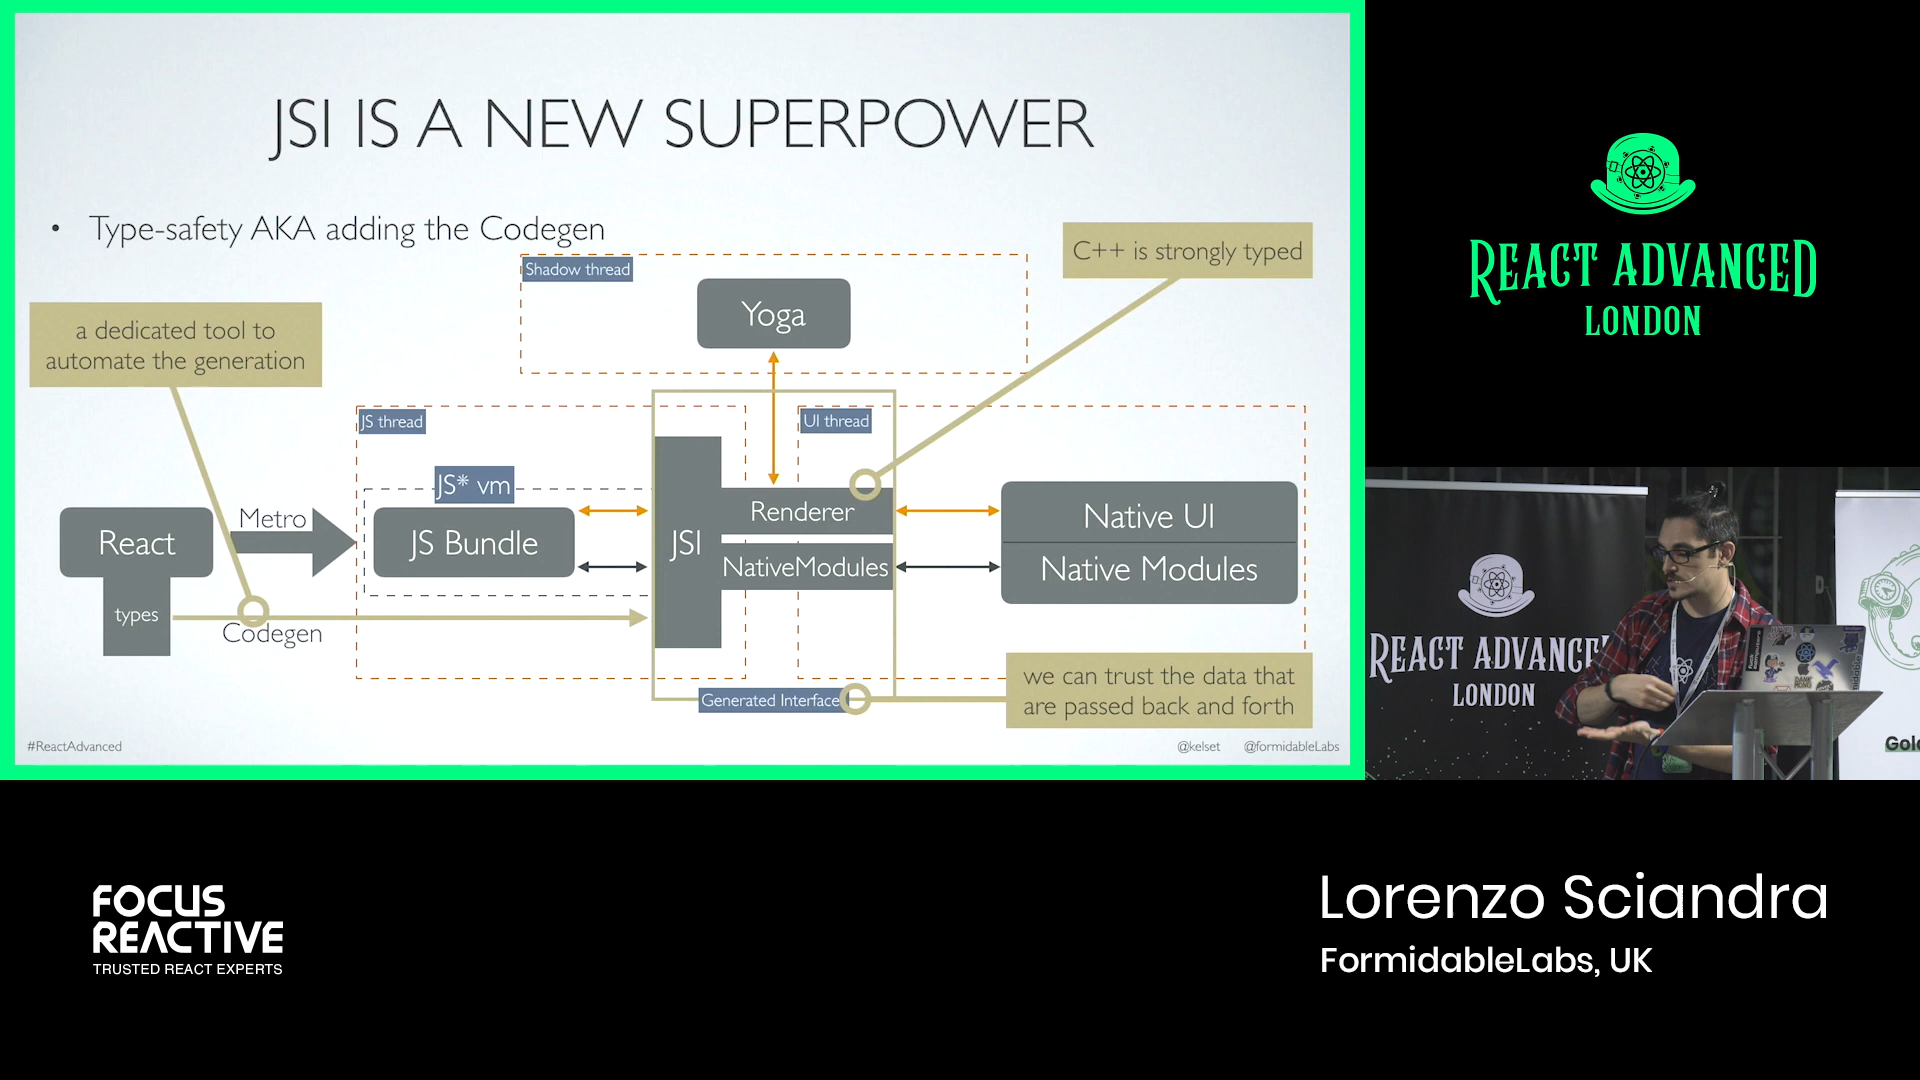 JSI IS A NEW SUPERPOWER
• Type-safety AKA adding the Codegen
C++ is strongly typed
Shadow thread
Yoga
a dedicated tool to
automate the generation
JS thread
UI thread
JS* vm
Metro
React
JS Bundle
JSI
Renderer
NativeModules
Native UI
Native Modules
types
Codegen
Generated Interface
we can trust the data that
are passed back and forth
#ReactAdvanced
@kelset
@formidableLabs
REACT ADVANCED
LONDON
REACT ADVANCE
LONDON
Gol
FOCUS
REACTIVE
TRUSTED REACT EXPERTS
Lorenzo Sciandra
FormidableLabs, UK